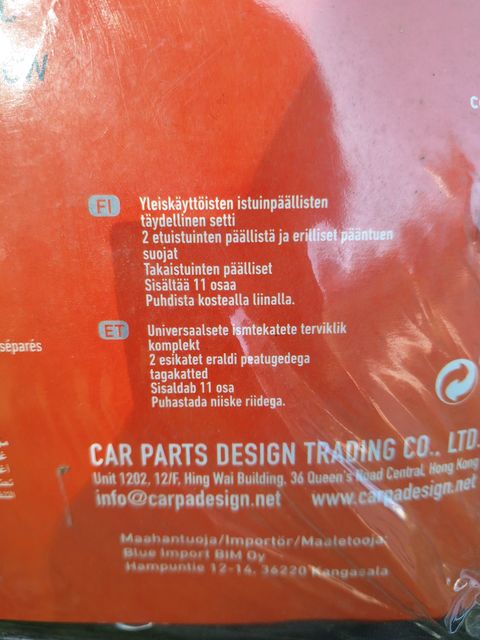 ON
C
FI
Yleiskäyttöisten istuinpäällisten
täydellinen setti
2 etuistuinten päällistä ja erilliset pääntuen
suojat
Takaistuinten päälliset
Sisältää 11 osaa
Puhdista kostealla liinalla.
séparés
ET
Universaalsete ismtekatete terviklik
komplekt
2 esikatet eraldi peatugedega
tagakatted
Sisaldab 11 osa
Puhastada niiske riidega.
CAR PARTS DESIGN TRADING CO., LTD.
Unit 1202, 12/F, Hing Wai Building, 36 Queen's Road Central, Hong Kong
info@carpadesign.net www.carpadesign.net
Maahantuoja/Importör/Maaletooja:
Blue Import BIM Oy
Hampuntie 12-14, 36220 Kangasala